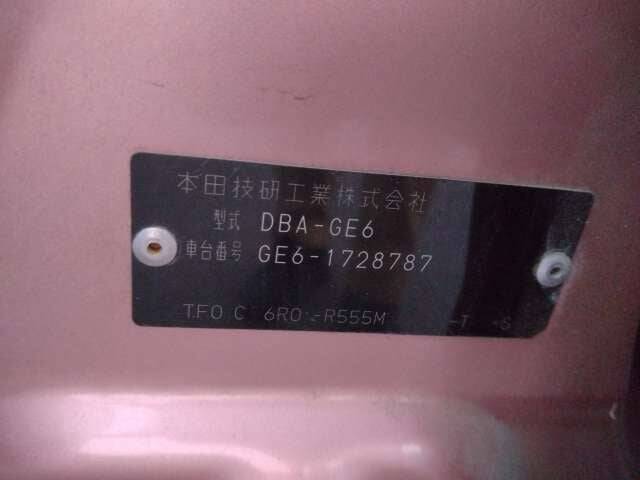 本田技研工業株式会社
型式 DBA-GE6
車台番号 GE6-1728787
T.F0 C 6R0 -R555M -T -S